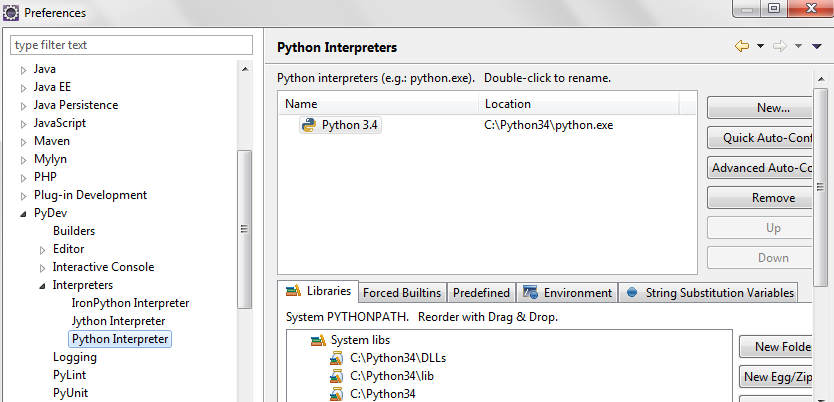 Preferences
type filter text
Java
Java EE
Java Persistence
JavaScript
Maven
Mylyn
PHP
Plug-in Development
PyDev
Builders
Editor
Interactive Console
Interpreters
IronPython Interpreter
Jython Interpreter
Python Interpreter
Logging
PyLint
PyUnit
Python Interpreters
Python interpreters (e.g.: python.exe). Double-click to rename.
Name Location
Python 3.4 C:\Python34\python.exe
New...
Quick Auto-Conf
Advanced Auto-Co
Remove
Up
Down
Libraries Forced Builtins Predefined Environment String Substitution Variables
System PYTHONPATH. Reorder with Drag & Drop.
System libs
C:\Python34\DLLs
C:\Python34\lib
C:\Python34
New Folde
New Egg/Zip